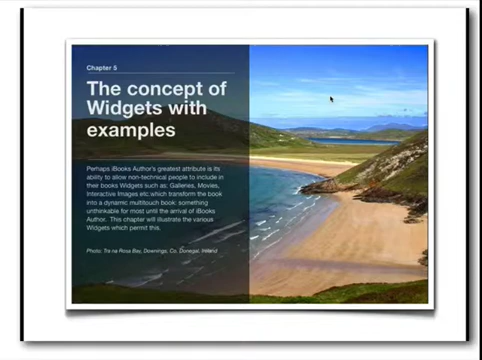 Chapter 5
The concept of
Widgets with
examples
Perhaps iBooks Author's greatest attribute is its
ability to allow non-technical people to include in
their books Widgets such as: Galleries, Movies,
Interactive Images etc.which transform the book
into a dynamic multitouch book: something
unthinkable for most until the arrival of iBooks
Author. This chapter will illustrate the various
Widgets which permit this.
Photo: Tra na Rosa Bay, Downings, Co. Donegal, Ireland